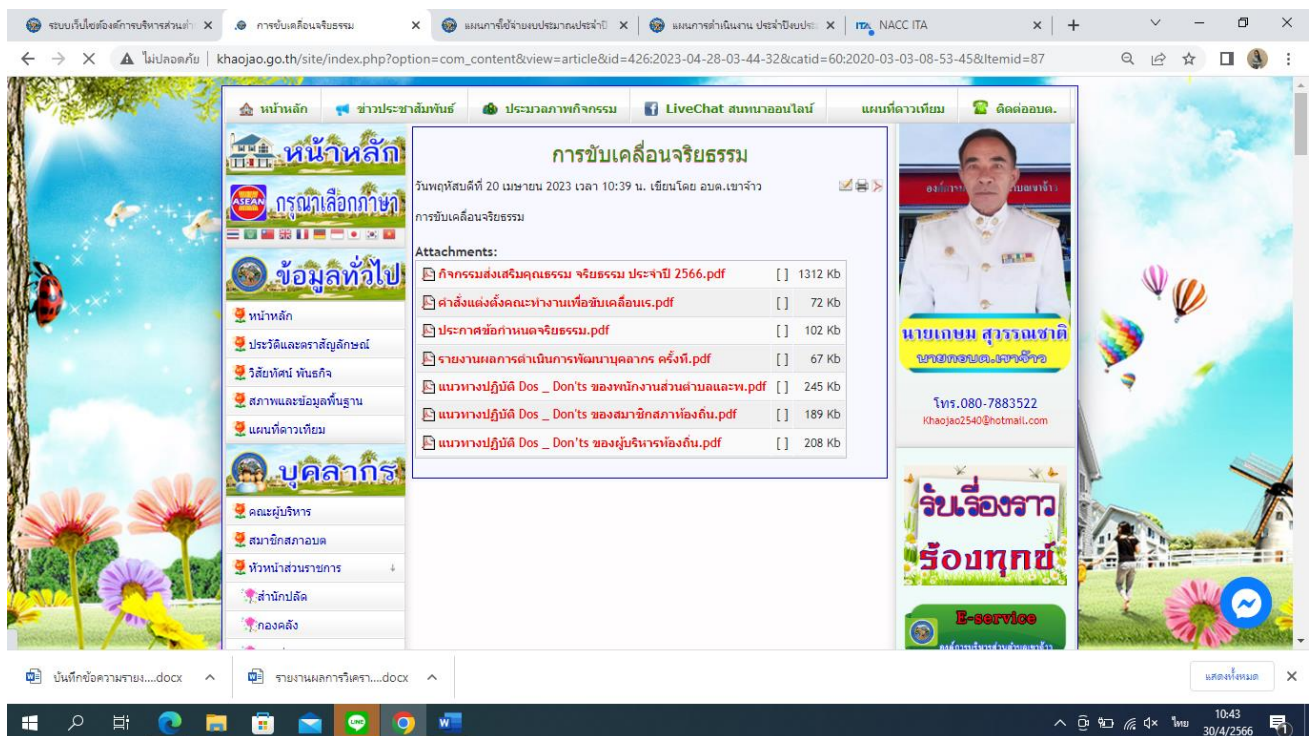 ระบบเว็บไซต์องค์การบริหารส่วนตำ
การขับเคลื่อนจริยธรรม
แผนการใช้จ่ายงบประมาณประจำปี
แผนการดำเนินงาน ประจำปีงบประ
ITA NACC ITA
ไม่ปลอดภัย khaojao.go.th/site/index.php?option=com_content&view=article&id=426:2023-04-28-03-44-32&catid=60:2020-03-03-08-53-45&Itemid=87
หน้าหลัก ข่าวประชาสัมพันธ์ ประมวลภาพกิจกรรม LiveChat สนทนาออนไลน์ แผนที่ดาวเทียม ติดต่ออบต.
หน้าหลัก
ASEAN กรุณาเลือกภาษา
ข้อมูลทั่วไป
หน้าหลัก
ประวัติและตราสัญลักษณ์
วิสัยทัศน์ พันธกิจ
สภาพและข้อมูลพื้นฐาน
แผนที่ดาวเทียม
บุคลากร
คณะผู้บริหาร
สมาชิกสภาอบต
หัวหน้าส่วนราชการ
สำนักปลัด
กองคลัง
การขับเคลื่อนจริยธรรม
วันพฤหัสบดีที่ 20 เมษายน 2023 เวลา 10:39 น. เขียนโดย อบต.เขาจ้าว
การขับเคลื่อนจริยธรรม
Attachments:
กิจกรรมส่งเสริมคุณธรรม จริยธรรม ประจำปี 2566.pdf [ ] 1312 Kb
คำสั่งแต่งตั้งคณะทำงานเพื่อขับเคลื่อนเร.pdf [ ] 72 Kb
ประกาศข้อกำหนดจริยธรรม.pdf [ ] 102 Kb
รายงานผลการดำเนินการพัฒนาบุคลากร ครั้งที่.pdf [ ] 67 Kb
แนวทางปฏิบัติ Dos _ Don'ts ของพนักงานส่วนตำบลและพ.pdf [ ] 245 Kb
แนวทางปฏิบัติ Dos _ Don'ts ของสมาชิกสภาท้องถิ่น.pdf [ ] 189 Kb
แนวทางปฏิบัติ Dos _ Don'ts ของผู้บริหารท้องถิ่น.pdf [ ] 208 Kb
นายเกษม สุวรรณชาติ
นายกอบต.เขาจ้าว
โทร.080-7883522
Khaojao2540@hotmail.com
รับเรื่องราว
ร้องทุกข์
E-service
บันทึกข้อความรายง....docx
รายงานผลการวิเครา....docx
แสดงทั้งหมด
ไทย
10:43
30/4/2566